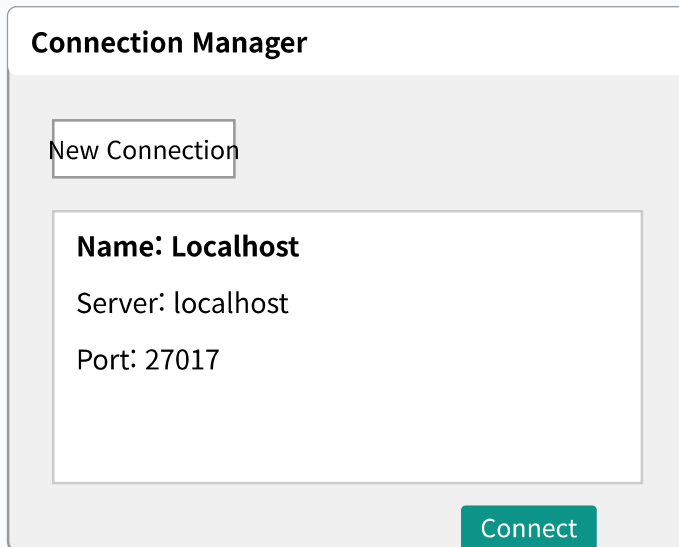 Connection Manager
New Connection
Name: Localhost
Server: localhost
Port: 27017
Connect